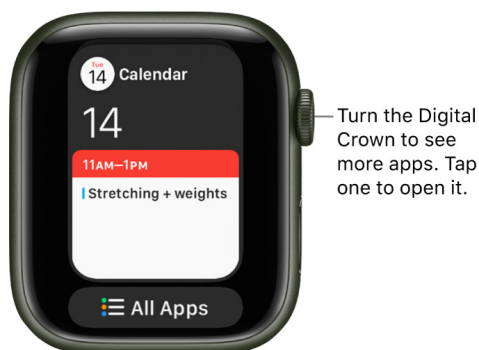 Tue
14
Calendar
14
11AM–1PM
Stretching + weights
All Apps
Turn the Digital
Crown to see
more apps. Tap
one to open it.